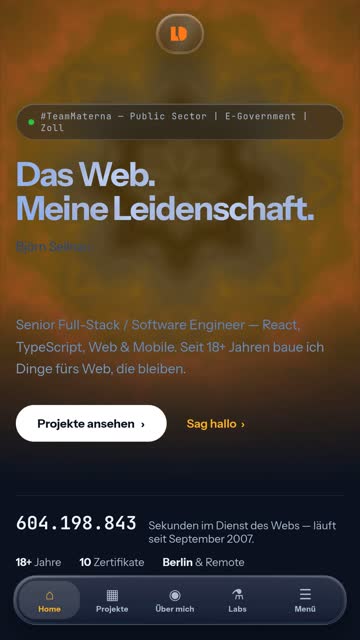 #TeamMaterna — Public Sector | E-Government |
Zoll
Das Web.
Meine Leidenschaft.
Björn Sellner
Senior Full-Stack / Software Engineer — React,
TypeScript, Web & Mobile. Seit 18+ Jahren baue ich
Dinge fürs Web, die bleiben.
Projekte ansehen ›
Sag hallo ›
604.198.843 Sekunden im Dienst des Webs — läuft
seit September 2007.
18+ Jahre 10 Zertifikate Berlin & Remote
Home Projekte Über mich Labs Menü